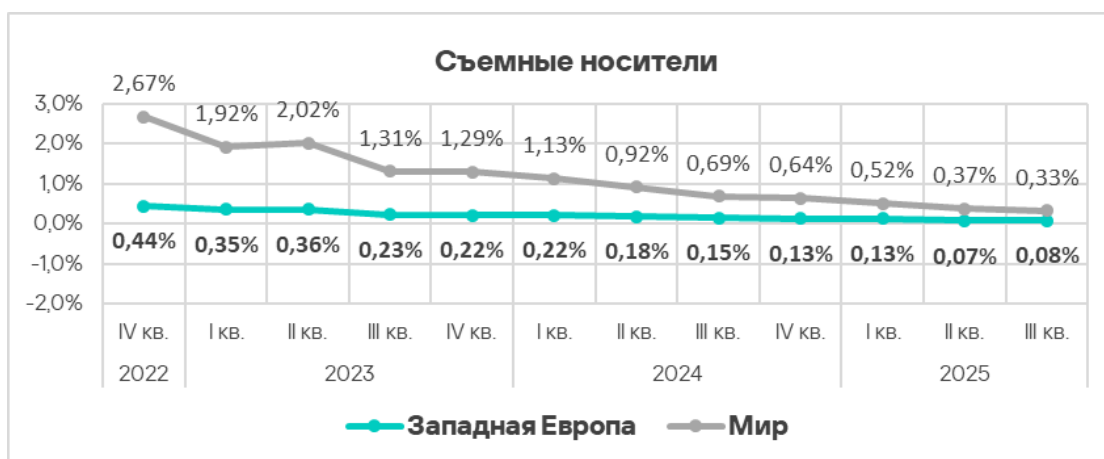 Съемные носители
2,67%
1,92%
2,02%
1,31%
1,29%
1,13%
0,92%
0,69%
0,64%
0,52%
0,37%
0,33%
3,0%
2,0%
1,0%
0,0%
-1,0%
-2,0%
0,44%
0,35%
0,36%
0,23%
0,22%
0,22%
0,18%
0,15%
0,13%
0,13%
0,07%
0,08%
IV кв.
I кв.
II кв.
III кв.
IV кв.
I кв.
II кв.
III кв.
IV кв.
I кв.
II кв.
III кв.
2022
2023
2024
2025
Западная Европа
Мир